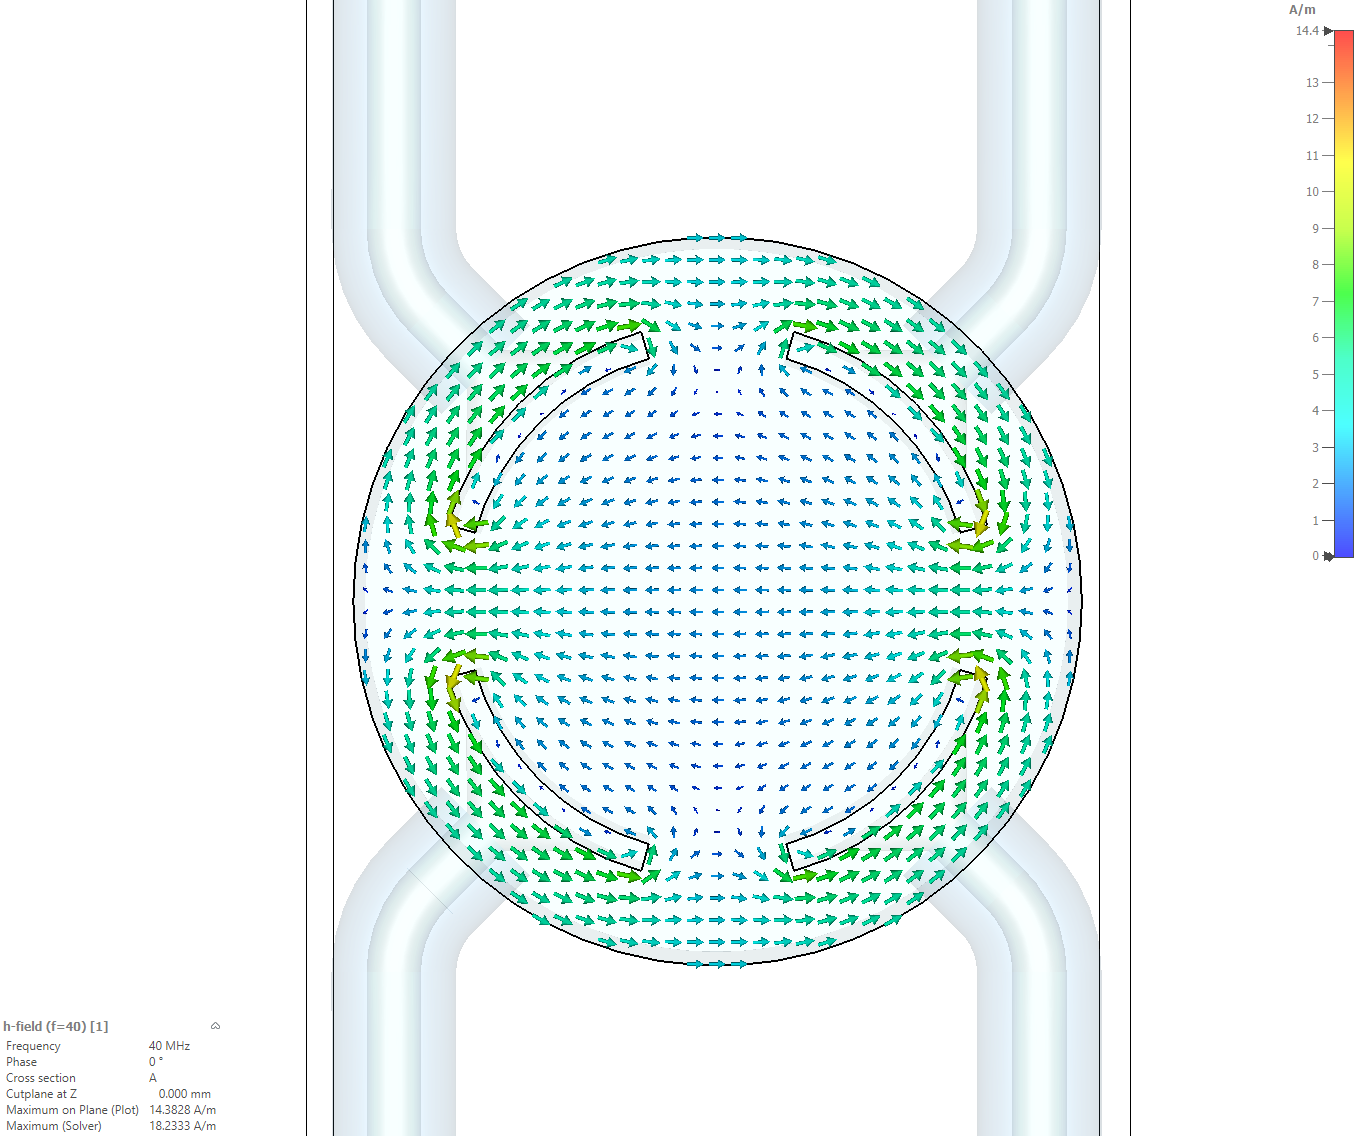 A/m
14.4
13
12
11
10
9
8
7
6
5
4
3
2
1
0
h-field (f=40) [1]
Frequency 40 MHz
Phase 0 °
Cross section A
Cutplane at Z 0.000 mm
Maximum on Plane (Plot) 14.3828 A/m
Maximum (Solver) 18.2333 A/m